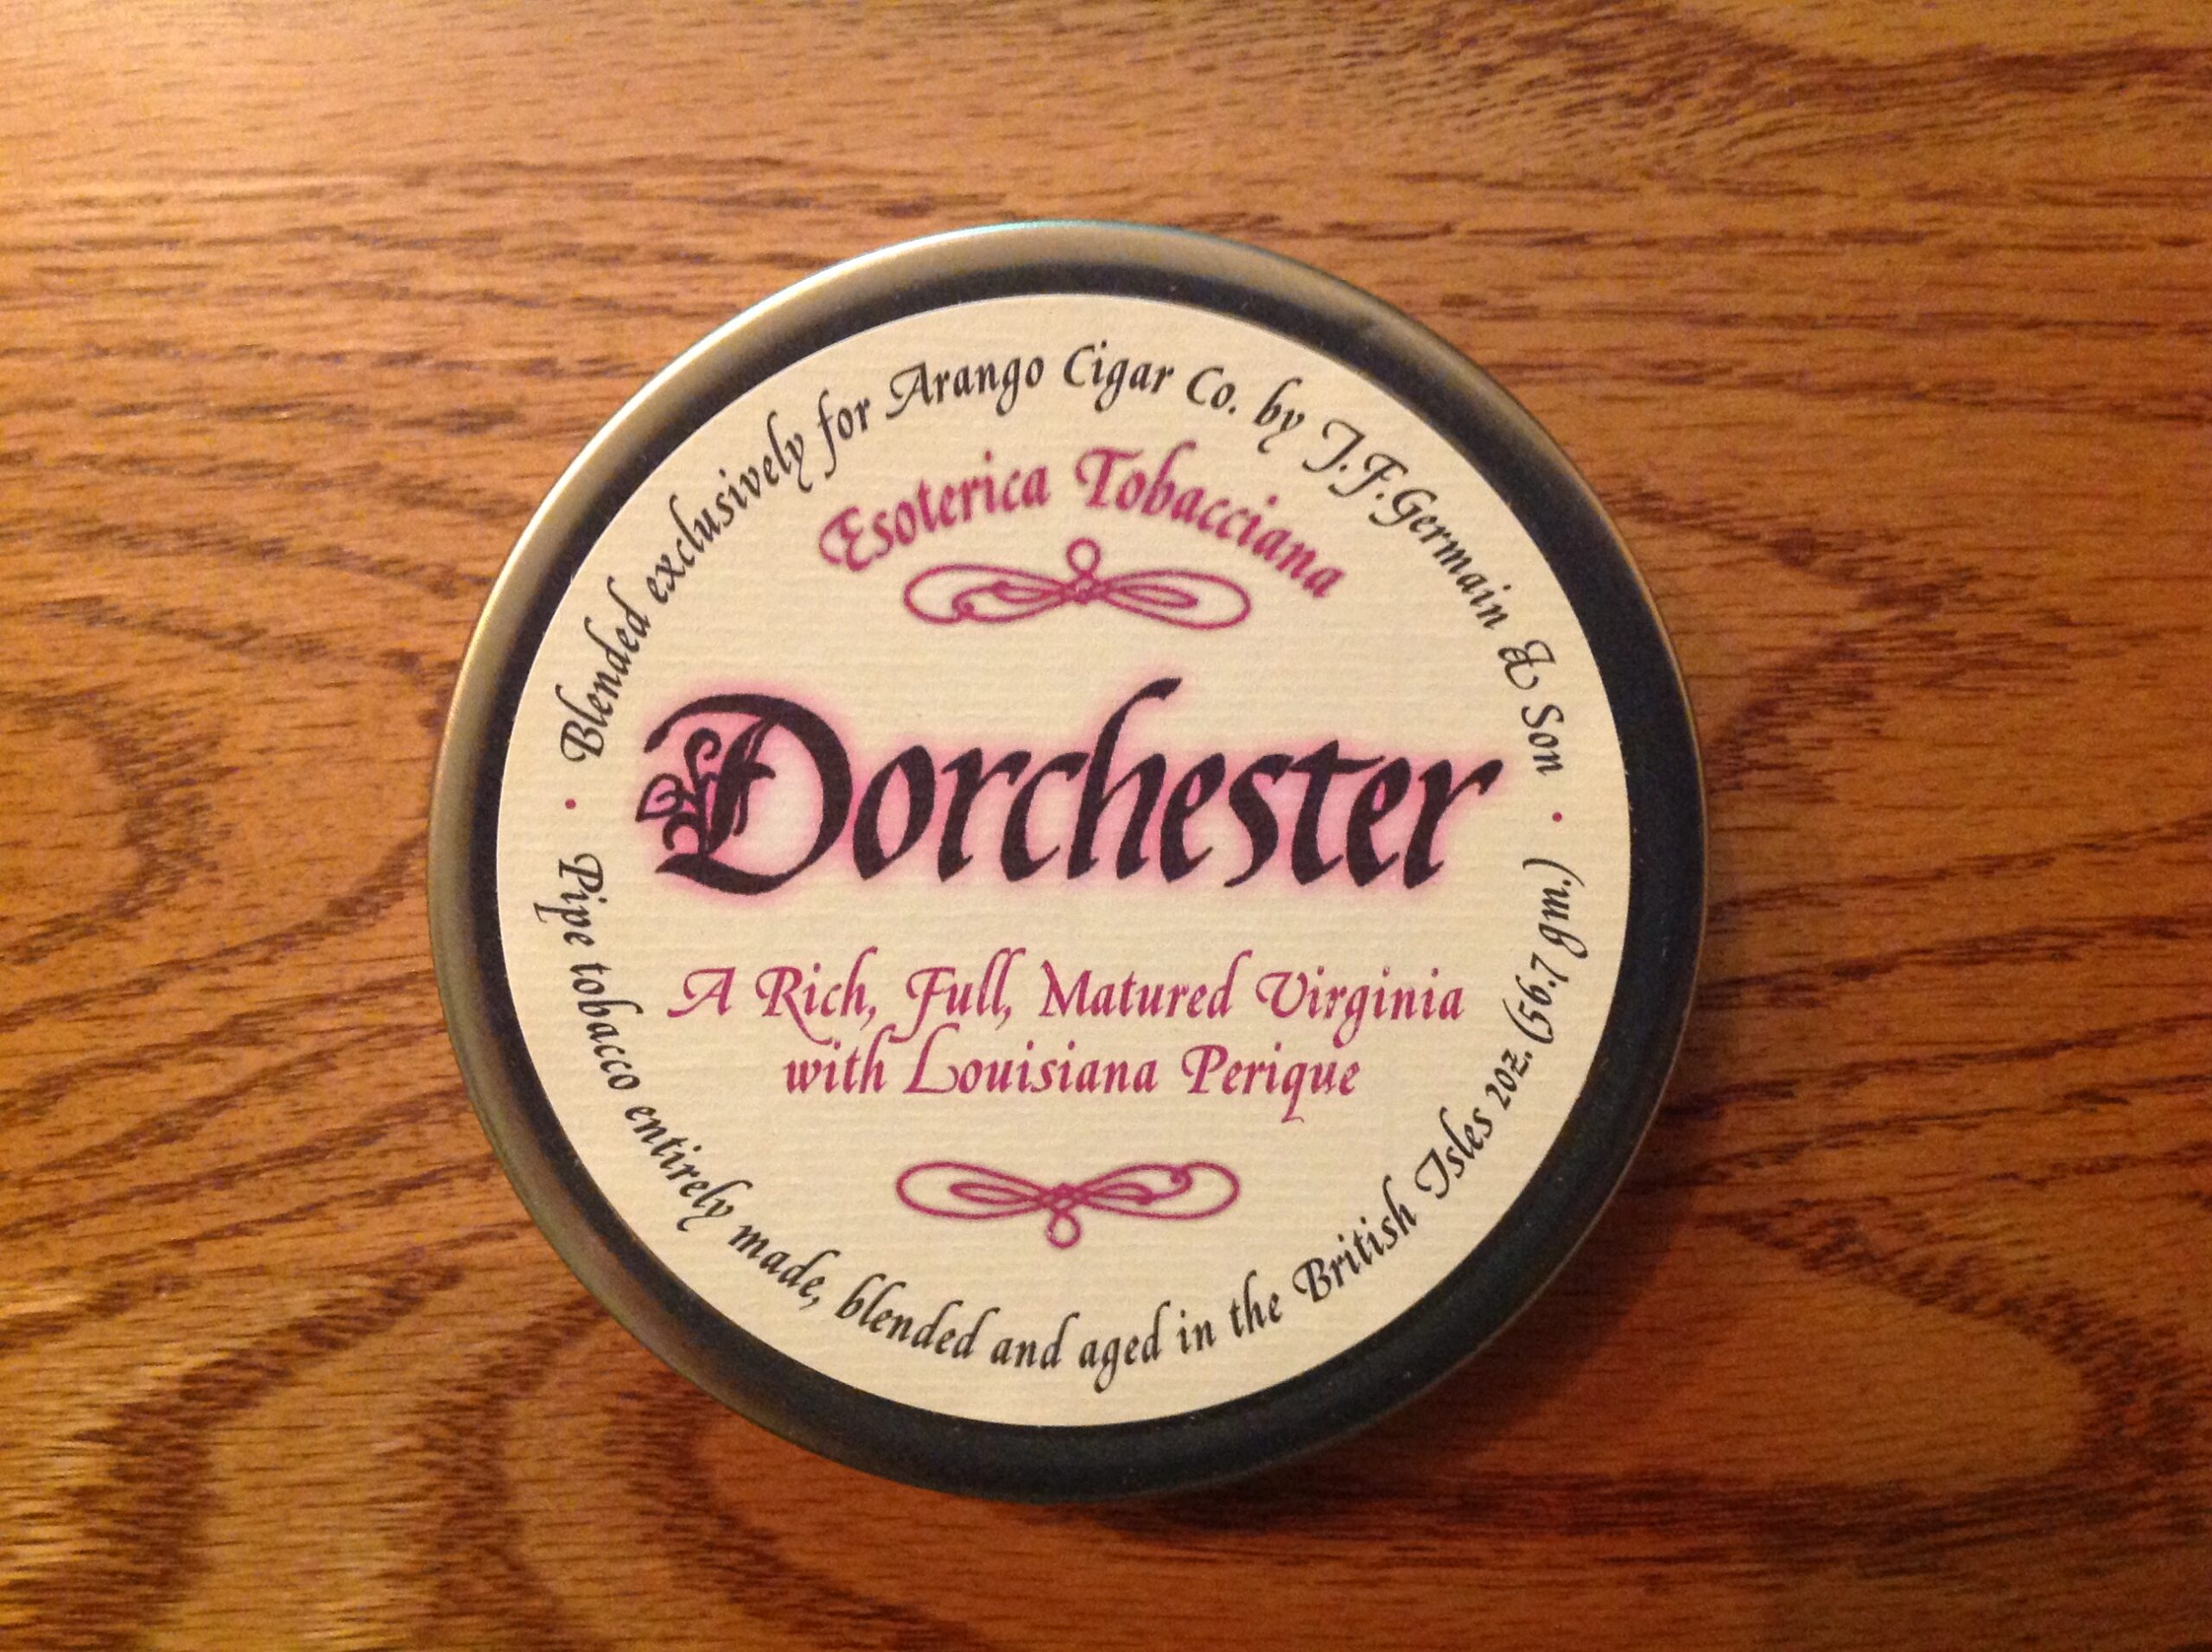 Blended exclusively for Arango Cigar Co. by J.F. Germain & Son
Esoterica Tobacciana
Dorchester
A Rich, Full, Matured Virginia
with Louisiana Perique
Pipe tobacco entirely made, blended and aged in the British Isles 2oz. (56.7 gm.)